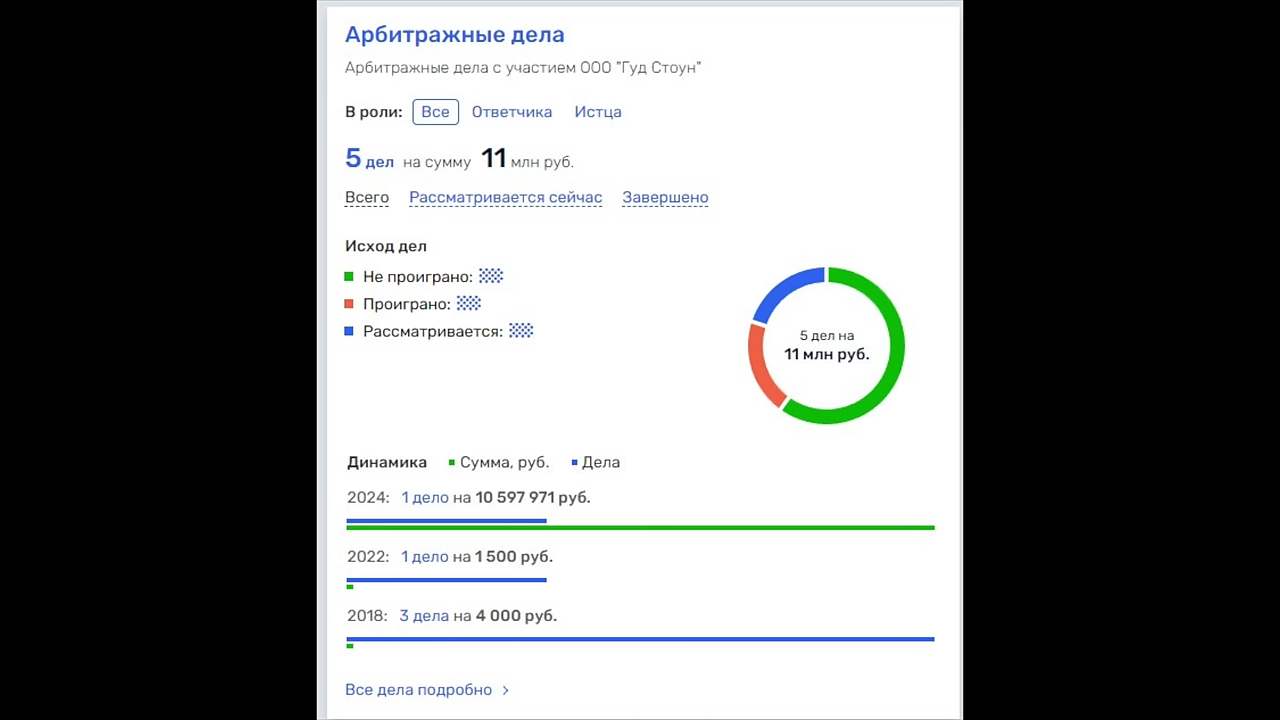 Арбитражные дела
Арбитражные дела с участием ООО "Гуд Стоун"
В роли: Все Ответчика Истца
5 дел на сумму 11 млн руб.
Всего Рассматривается сейчас Завершено
Исход дел
Не проиграно:
Проиграно:
Рассматривается:
5 дел на
11 млн руб.
Динамика Сумма, руб. Дела
2024: 1 дело на 10 597 971 руб.
2022: 1 дело на 1 500 руб.
2018: 3 дела на 4 000 руб.
Все дела подробно >